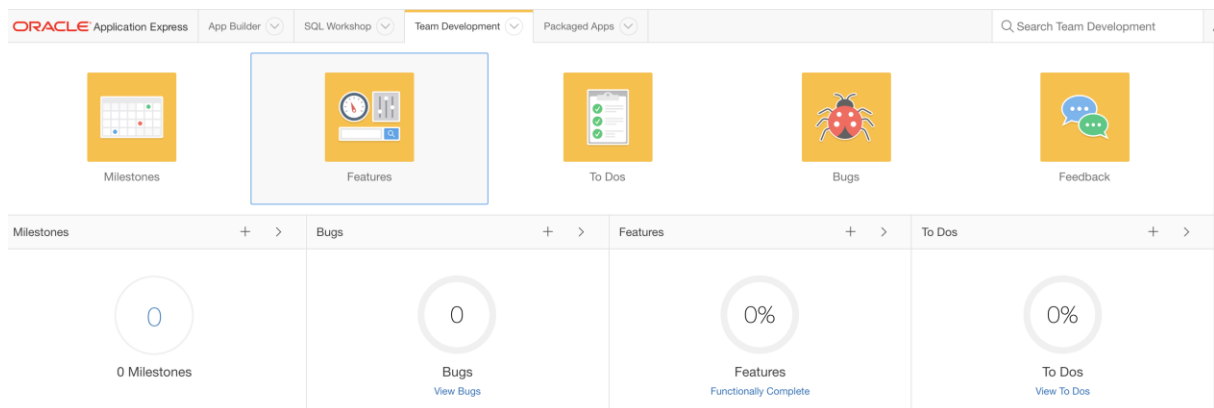 ORACLE Application Express App Builder SQL Workshop Team Development Packaged Apps Search Team Development
Milestones Features To Dos Bugs Feedback
Milestones Bugs Features To Dos
0 0 0% 0%
0 Milestones Bugs Features To Dos
View Bugs Functionally Complete View To Dos